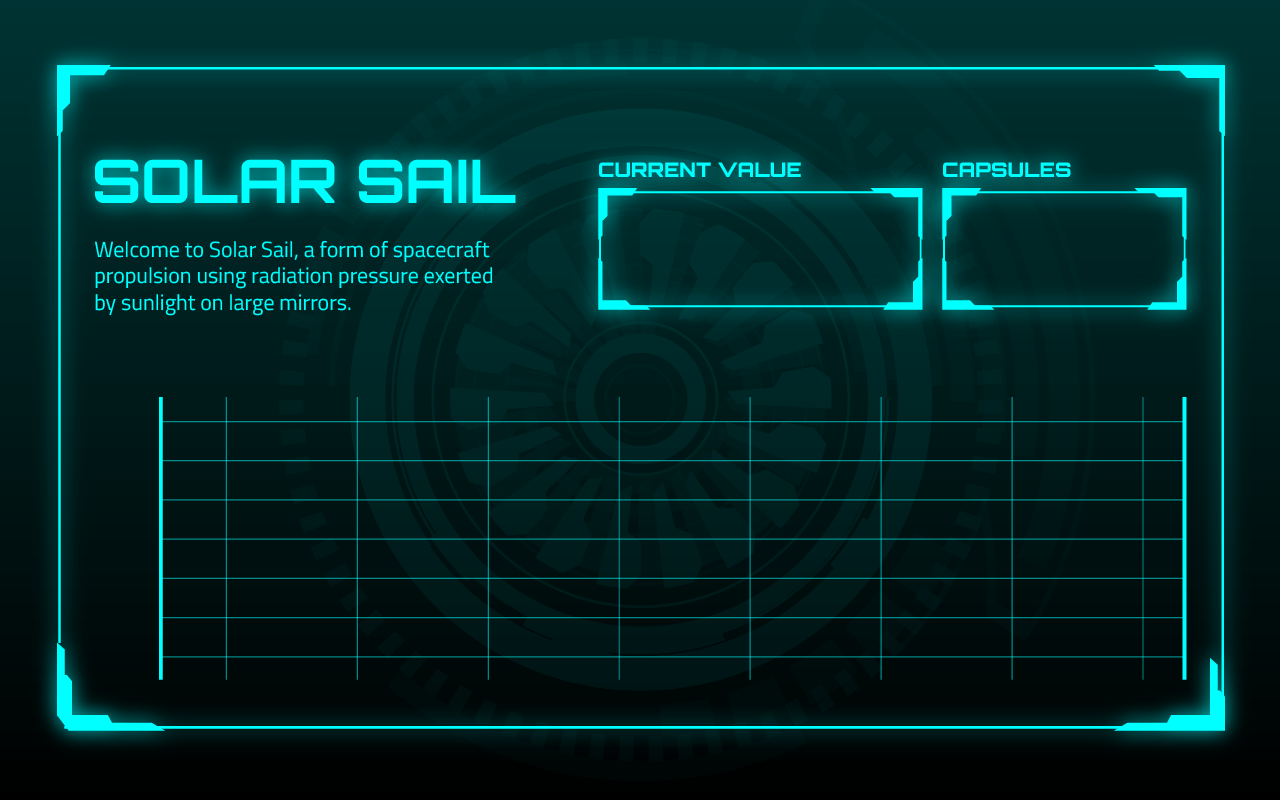 SOLAR SAIL
Welcome to Solar Sail, a form of spacecraft
propulsion using radiation pressure exerted
by sunlight on large mirrors.
CURRENT VALUE
CAPSULES